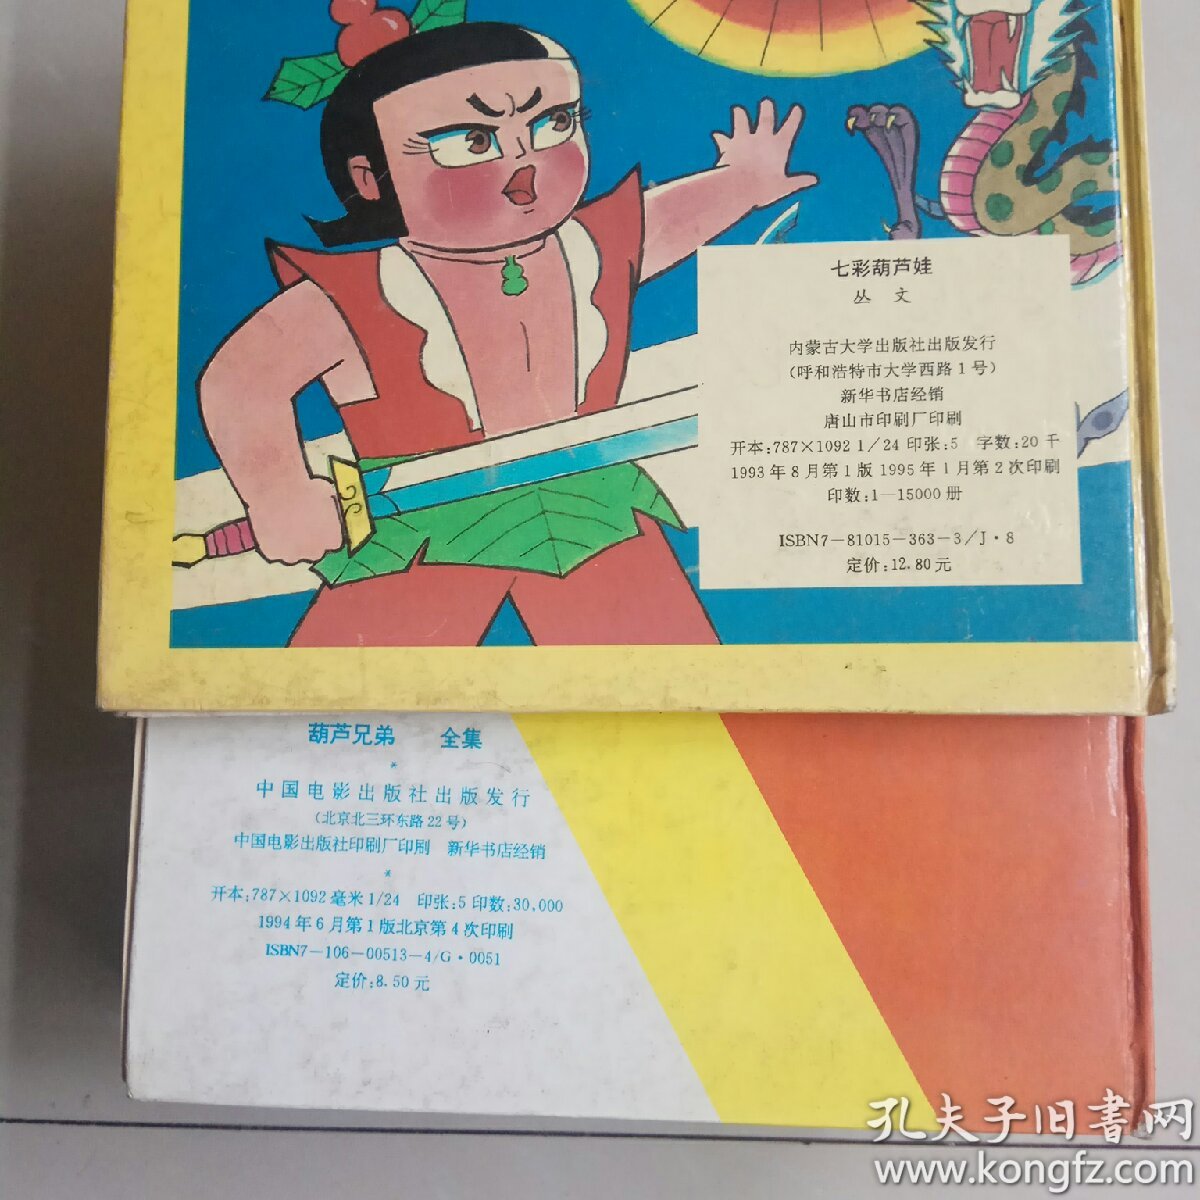 七彩葫芦娃
丛 文
内蒙古大学出版社出版发行
(呼和浩特市大学西路1号)
新华书店经销
唐山市印刷厂印刷
开本:787×1092 1/24 印张:5 字数:20千
1993年8月第1版 1995年1月第2次印刷
印数:1—15000册
ISBN7-81015-363-3/J·8
定价:12.80元
葫芦兄弟 全集
*
中国电影出版社出版发行
(北京北三环东路22号)
中国电影出版社印刷厂印刷 新华书店经销
*
开本:787×1092毫米1/24 印张:5 印数:30,000
1994年6月第1版北京第4次印刷
ISBN7-106-00513-4/G·0051
定价:8.50元
孔夫子旧書网
www.kongfz.com